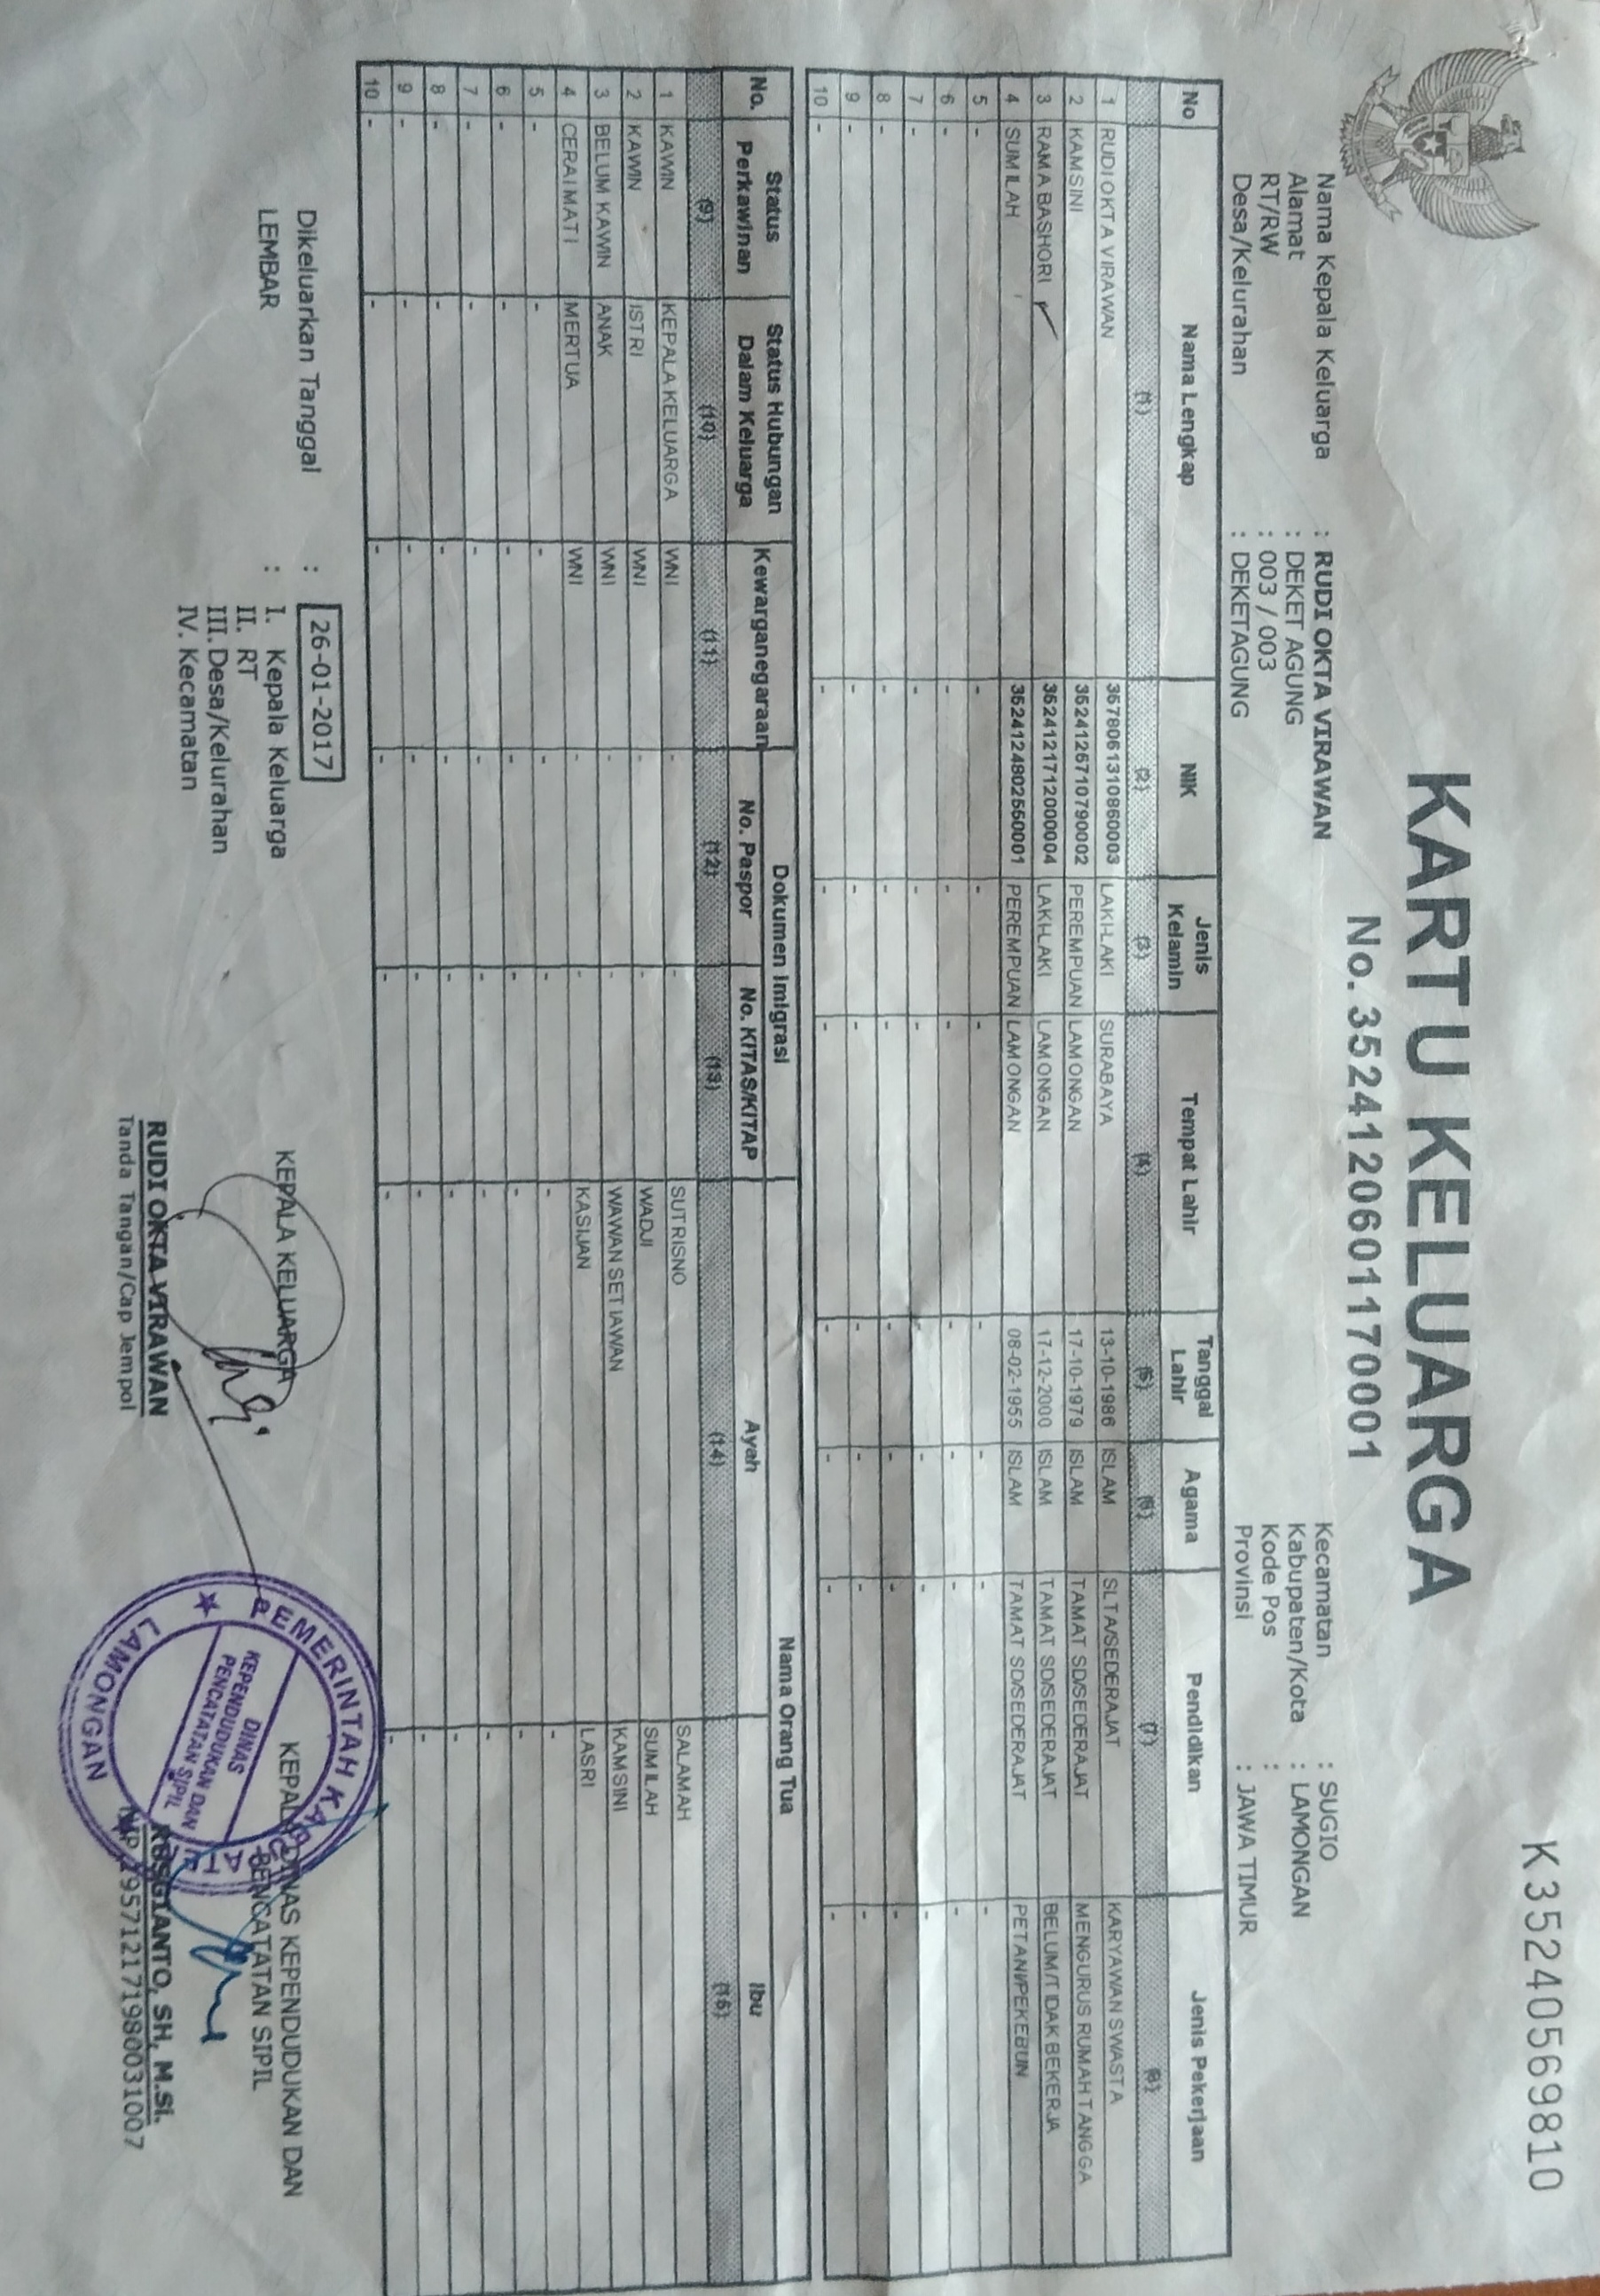 K35240569810
KARTU KELUARGA
No. 3524120601170001
Nama Kepala Keluarga : RUDI OKTA VIRAWAN
Alamat : DEKET AGUNG
RT/RW : 003 / 003
Desa/Kelurahan : DEKETAGUNG
Kecamatan : SUGIO
Kabupaten/Kota : LAMONGAN
Kode Pos :
Provinsi : JAWA TIMUR
No Nama Lengkap NIK Jenis Kelamin Tempat Lahir Tanggal Lahir Agama Pendidikan Jenis Pekerjaan
(1) (2) (3) (4) (5) (6) (7) (8)
1 RUDI OKTA VIRAWAN 3578061310860003 LAKI-LAKI SURABAYA 13-10-1986 ISLAM SLTA/SEDERAJAT KARYAWAN SWASTA
2 KAMSINI 3524125710790002 PEREMPUAN LAMONGAN 17-10-1979 ISLAM TAMAT SD/SEDERAJAT MENGURUS RUMAH TANGGA
3 RAMA BASHORI 3524121712000004 LAKI-LAKI LAMONGAN 17-12-2000 ISLAM TAMAT SD/SEDERAJAT BELUM/TIDAK BEKERJA
4 SUMILAH 3524124802550001 PEREMPUAN LAMONGAN 08-02-1955 ISLAM TAMAT SD/SEDERAJAT PETANI/PEKEBUN
5 - - - - - - - -
6 - - - - - - - -
7 - - - - - - - -
8 - - - - - - - -
9 - - - - - - - -
10 - - - - - - - -
No. Status Perkawinan Status Hubungan Dalam Keluarga Kewarganegaraan Dokumen Imigrasi Nama Orang Tua
No. Paspor No. KITAS/KITAP Ayah Ibu
(9) (10) (11) (12) (13) (14) (15)
1 KAWIN KEPALA KELUARGA WNI - - SUTRISNO SALAMAH
2 KAWIN ISTRI WNI - - WADJI SUMILAH
3 BELUM KAWIN ANAK WNI - - WAWAN SETIAWAN KAMSINI
4 CERAI MATI MERTUA WNI - - KASIJAN LASRI
5 - - - - - - -
6 - - - - - - -
7 - - - - - - -
8 - - - - - - -
9 - - - - - - -
10 - - - - - - -
Dikeluarkan Tanggal : 26-01-2017
LEMBAR : I. Kepala Keluarga
II. RT
III. Desa/Kelurahan
IV. Kecamatan
KEPALA KELUARGA
RUDI OKTA VIRAWAN
Tanda Tangan/Cap Jempol
KEPALA DINAS KEPENDUDUKAN DAN
PENCATATAN SIPIL
SH, M.Si.
NIP 195712171980031007
PEMERINTAH KABUPATEN
LAMONGAN
DINAS
KEPENDUDUKAN DAN
PENCATATAN SIPIL